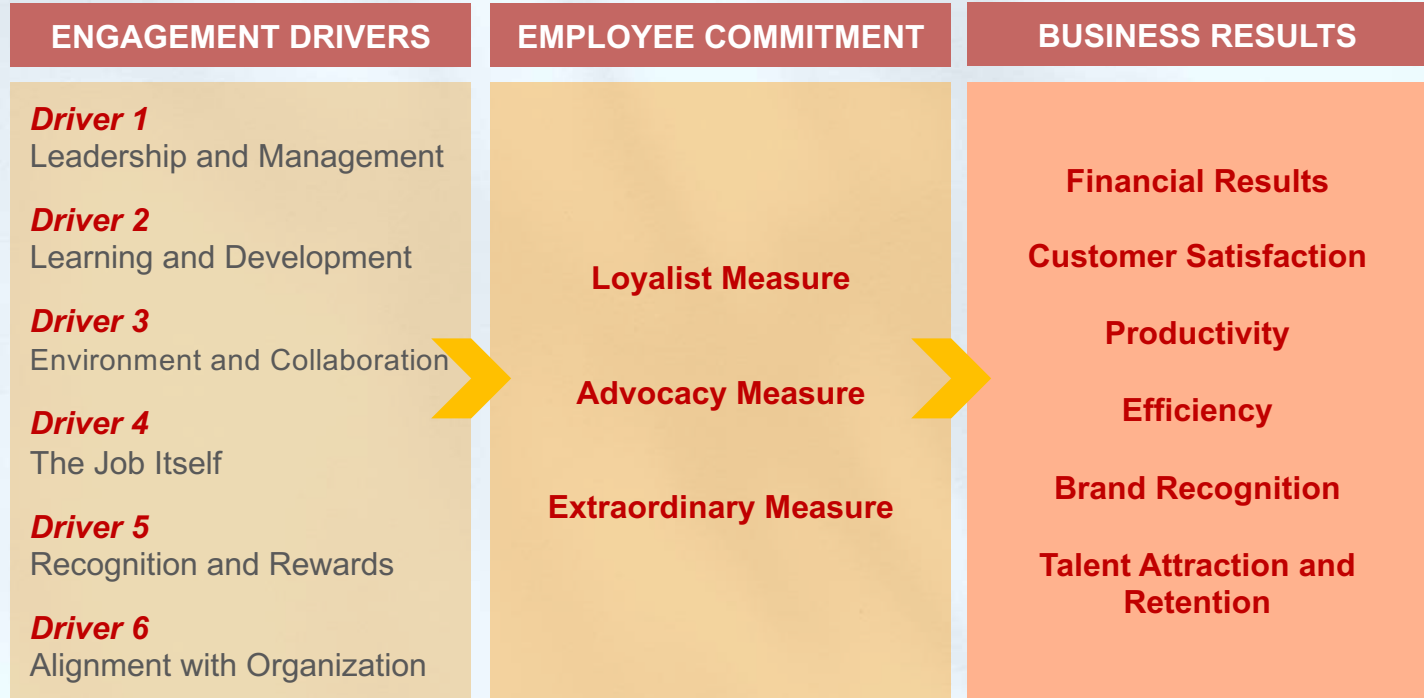 ENGAGEMENT DRIVERS
Driver 1
Leadership and Management
Driver 2
Learning and Development
Driver 3
Environment and Collaboration
Driver 4
The Job Itself
Driver 5
Recognition and Rewards
Driver 6
Alignment with Organization
EMPLOYEE COMMITMENT
Loyalist Measure
Advocacy Measure
Extraordinary Measure
BUSINESS RESULTS
Financial Results
Customer Satisfaction
Productivity
Efficiency
Brand Recognition
Talent Attraction and
Retention